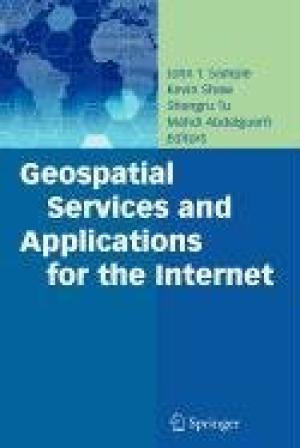 John T. Sample
Kevin Shaw
Shengru Tu
Mahdi Abdelguerfi
Editors
Geospatial
Services and
Applications
for the Internet
Springer